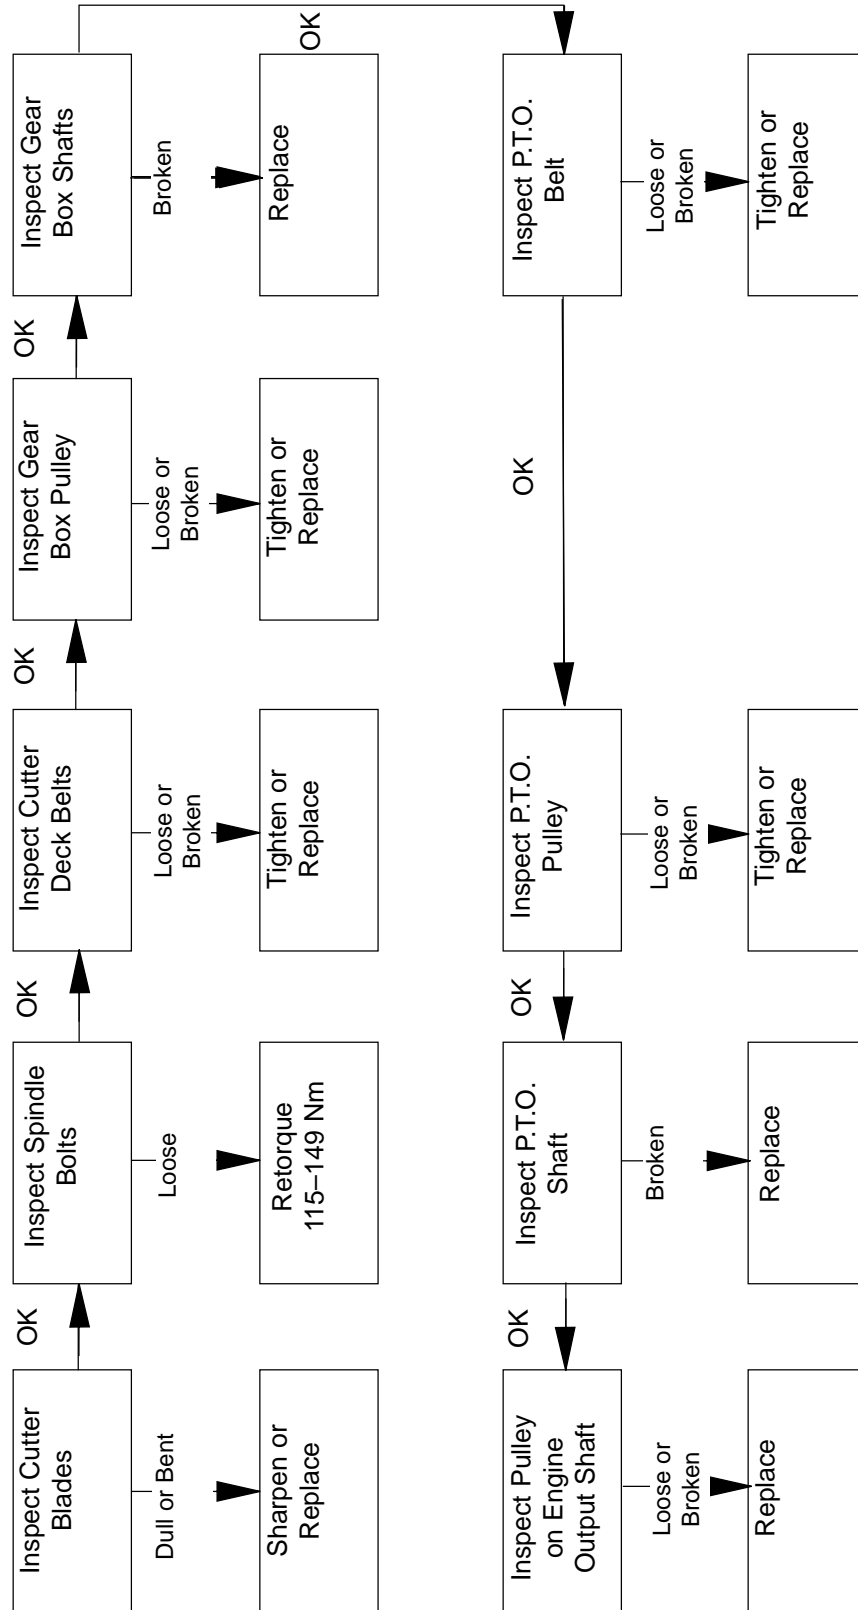 Inspect Cutter
Blades
OK
Inspect Spindle
Bolts
OK
Inspect Cutter
Deck Belts
OK
Inspect Gear
Box Pulley
OK
Inspect Gear
Box Shafts
OK
Dull or Bent
Loose
Loose or
Broken
Loose or
Broken
Broken
Sharpen or
Replace
Retorque
115–149 Nm
Tighten or
Replace
Tighten or
Replace
Replace
Inspect Pulley
on Engine
Output Shaft
OK
Inspect P.T.O.
Shaft
OK
Inspect P.T.O.
Pulley
OK
Inspect P.T.O.
Belt
Loose or
Broken
Broken
Loose or
Broken
Loose or
Broken
Replace
Replace
Tighten or
Replace
Tighten or
Replace